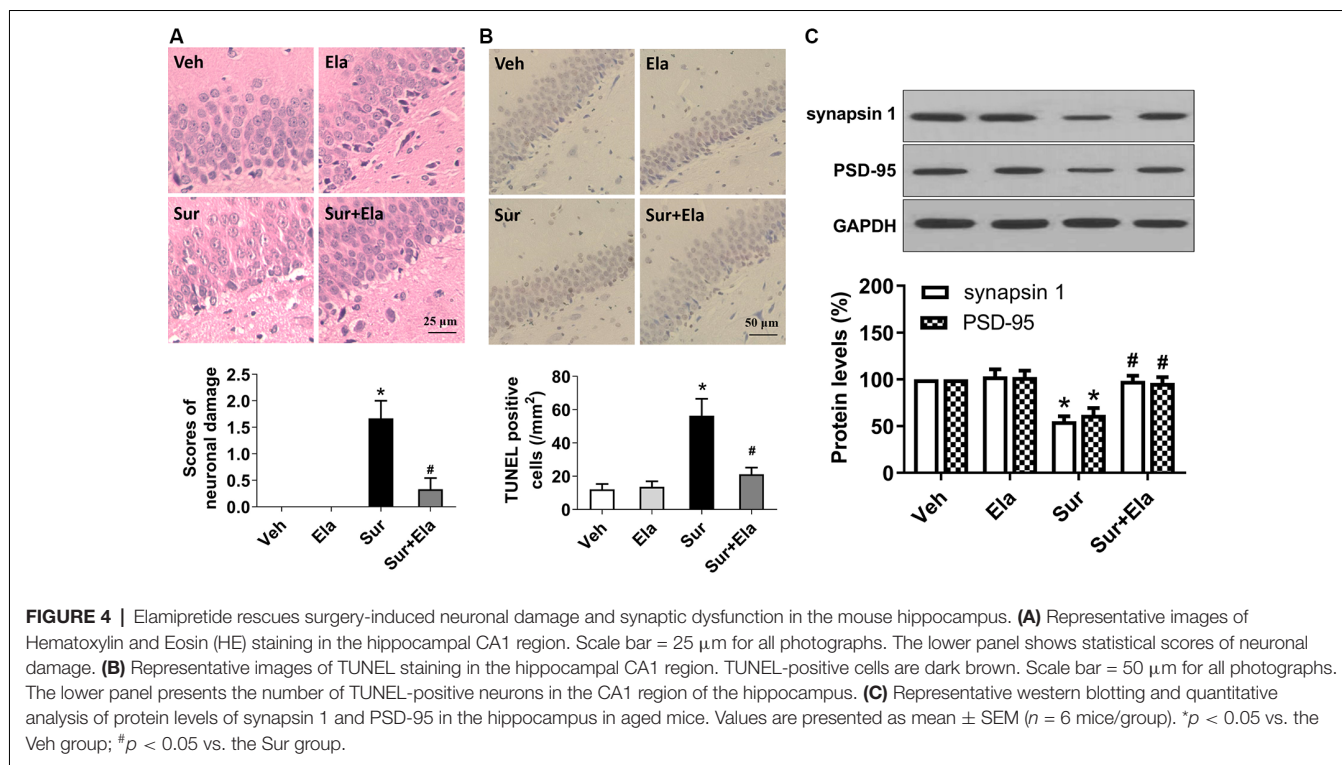 A
Veh
Ela
Sur
Sur+Ela
25 μm
Scores of
neuronal damage
2.5
2.0
1.5
1.0
0.5
0.0
*
#
Veh
Ela
Sur
Sur+Ela
B
Veh
Ela
Sur
Sur+Ela
50 μm
TUNEL positive
cells (/mm2)
80
60
40
20
0
*
#
Veh
Ela
Sur
Sur+Ela
C
synapsin 1
PSD-95
GAPDH
Protein levels (%)
200
150
100
50
0
synapsin 1
PSD-95
* *
# #
Veh
Ela
Sur
Sur+Ela
FIGURE 4 | Elamipretide rescues surgery-induced neuronal damage and synaptic dysfunction in the mouse hippocampus. (A) Representative images of
Hematoxylin and Eosin (HE) staining in the hippocampal CA1 region. Scale bar = 25 μm for all photographs. The lower panel shows statistical scores of neuronal
damage. (B) Representative images of TUNEL staining in the hippocampal CA1 region. TUNEL-positive cells are dark brown. Scale bar = 50 μm for all photographs.
The lower panel presents the number of TUNEL-positive neurons in the CA1 region of the hippocampus. (C) Representative western blotting and quantitative
analysis of protein levels of synapsin 1 and PSD-95 in the hippocampus in aged mice. Values are presented as mean ± SEM (n = 6 mice/group). *p < 0.05 vs. the
Veh group; #p < 0.05 vs. the Sur group.